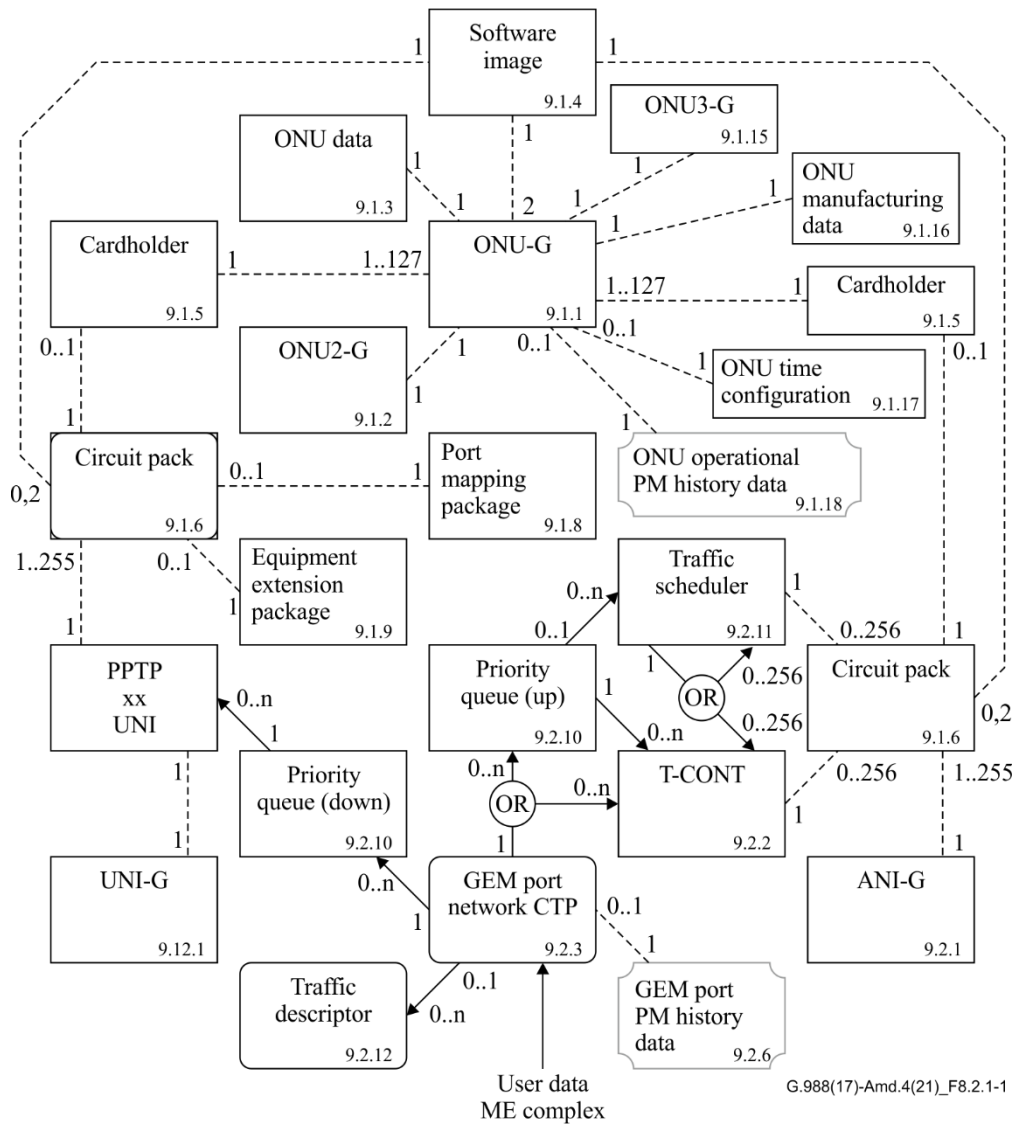 1
Software
image
9.1.4
1
1
ONU3-G
9.1.15
ONU data
9.1.3
1
1
1
1
2
1
ONU
manufacturing
data
9.1.16
1
Cardholder
9.1.5
1
1..127
ONU-G
9.1.1
1
1..127
1
Cardholder
9.1.5
0..1
ONU2-G
9.1.2
1
1
0..1
0..1
ONU time
configuration
9.1.17
1
0..1
1
Circuit pack
9.1.6
0,2
0..1
1
Port
mapping
package
9.1.8
1
ONU operational
PM history data
9.1.18
1..255
0..1
Equipment
extension
package
9.1.9
1
Traffic
scheduler
9.2.11
0..n
0..1
1
0..256
1
1
PPTP
xx
UNI
0..n
1
Priority
queue (up)
9.2.10
1
0..n
1
OR
0..256
0..256
Circuit pack
9.1.6
0,2
1
Priority
queue (down)
9.2.10
0..n
OR
0..n
T-CONT
9.2.2
0..256
1
1..255
1
UNI-G
9.12.1
0..n
1
1
GEM port
network CTP
9.2.3
0..1
1
1
ANI-G
9.2.1
Traffic
descriptor
9.2.12
0..1
0..n
GEM port
PM history
data
9.2.6
User data
ME complex
G.988(17)-Amd.4(21)_F8.2.1-1